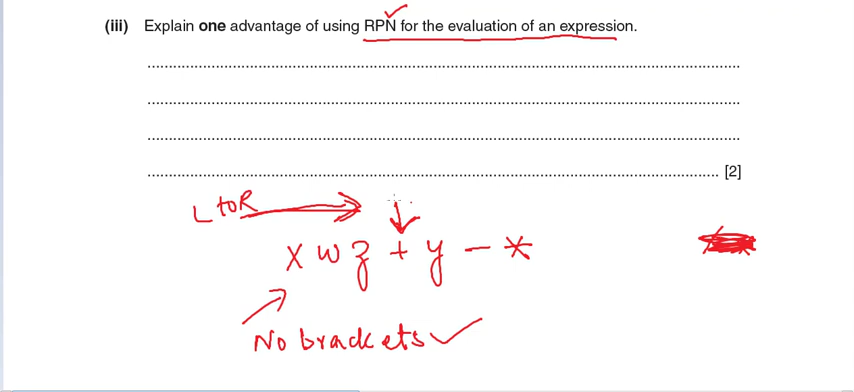 (iii) Explain one advantage of using RPN for the evaluation of an expression.
[2]
L to R
x w z + y - *
No brackets